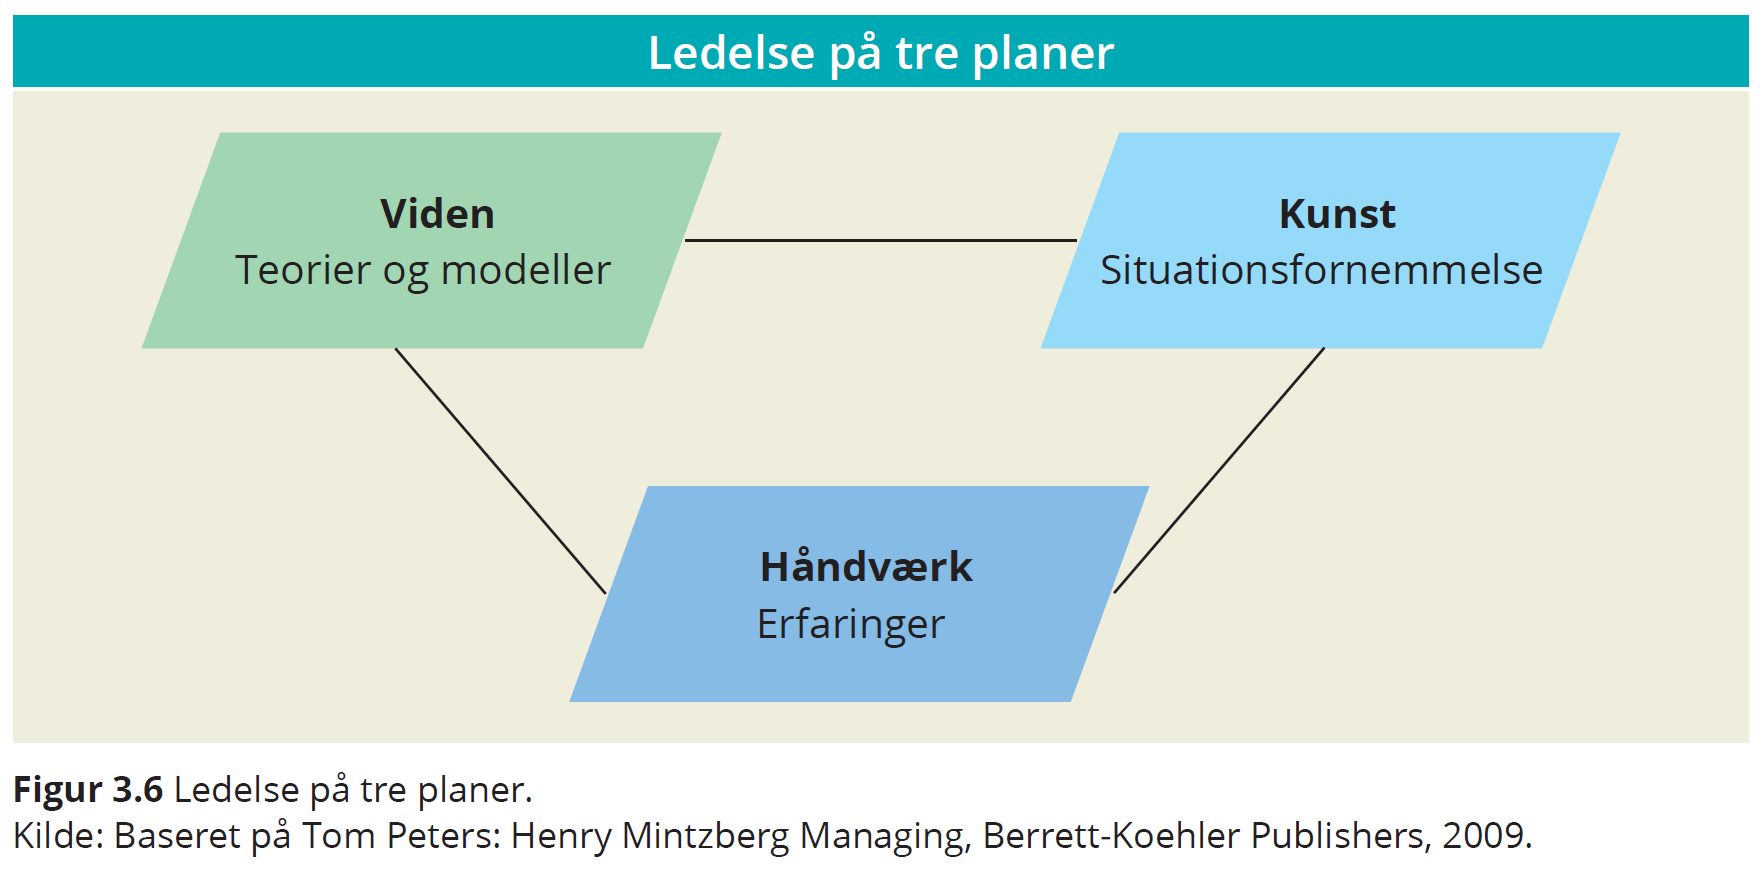 Ledelse på tre planer
Viden
Teorier og modeller
Kunst
Situationsfornemmelse
Håndværk
Erfaringer
Figur 3.6 Ledelse på tre planer.
Kilde: Baseret på Tom Peters: Henry Mintzberg Managing, Berrett-Koehler Publishers, 2009.